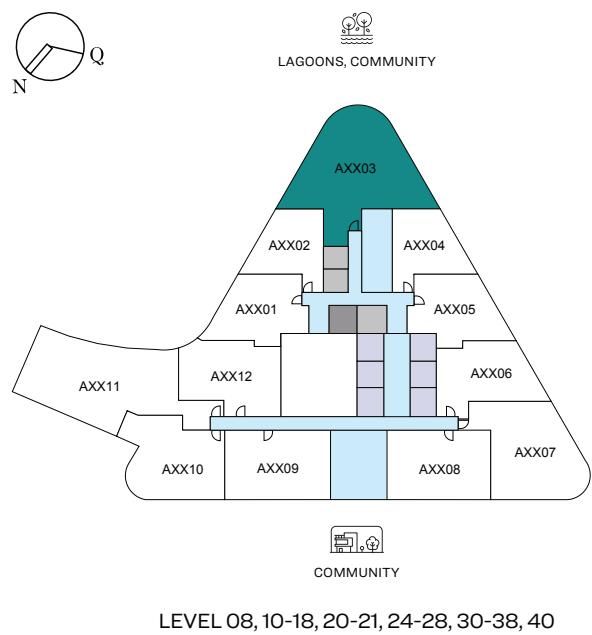 N
Q
LAGOONS, COMMUNITY
AXX03
AXX02
AXX04
AXX01
AXX05
AXX11
AXX12
AXX06
AXX10
AXX09
AXX08
AXX07
COMMUNITY
LEVEL 08, 10-18, 20-21, 24-28, 30-38, 40